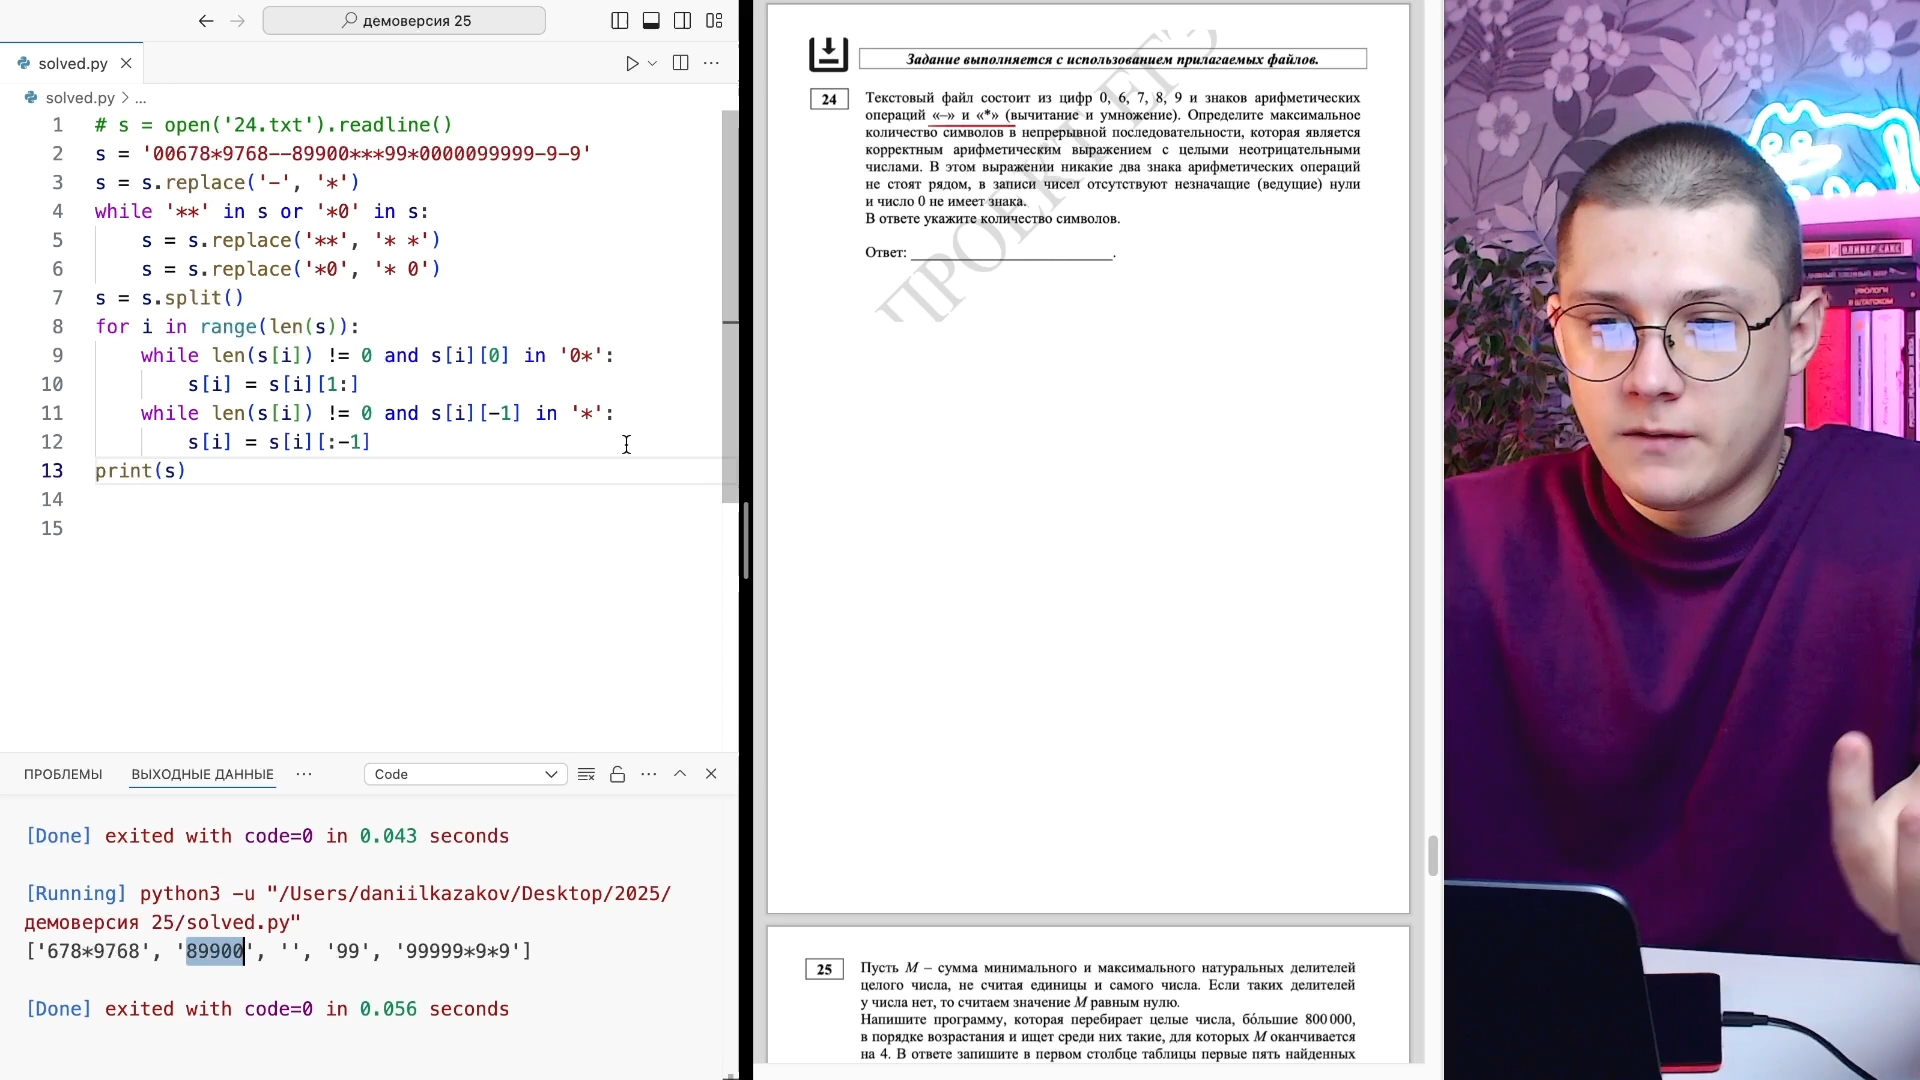 демоверсия 25
solved.py
solved.py > ...
1 # s = open('24.txt').readline()
2 s = '00678*9768--89900***99*0000099999-9-9'
3 s = s.replace('-', '*')
4 while '**' in s or '*0' in s:
5 s = s.replace('**', '* *')
6 s = s.replace('*0', '* 0')
7 s = s.split()
8 for i in range(len(s)):
9 while len(s[i]) != 0 and s[i][0] in '0*':
10 s[i] = s[i][1:]
11 while len(s[i]) != 0 and s[i][-1] in '*':
12 s[i] = s[i][:-1]
13 print(s)
14
15
ПРОБЛЕМЫ ВЫХОДНЫЕ ДАННЫЕ ... Code
[Done] exited with code=0 in 0.043 seconds
[Running] python3 -u "/Users/daniilkazakov/Desktop/2025/
демоверсия 25/solved.py"
['678*9768', '89900', '', '99', '99999*9*9']
[Done] exited with code=0 in 0.056 seconds
Задание выполняется с использованием прилагаемых файлов.
24 Текстовый файл состоит из цифр 0, 6, 7, 8, 9 и знаков арифметических
операций «–» и «*» (вычитание и умножение). Определите максимальное
количество символов в непрерывной последовательности, которая является
корректным арифметическим выражением с целыми неотрицательными
числами. В этом выражении никакие два знака арифметических операций
не стоят рядом, в записи чисел отсутствуют незначащие (ведущие) нули
и число 0 не имеет знака.
В ответе укажите количество символов.
Ответ: ___________________________.
ПРОЕКТ ЕГЭ
25 Пусть M – сумма минимального и максимального натуральных делителей
целого числа, не считая единицы и самого числа. Если таких делителей
у числа нет, то считаем значение M равным нулю.
Напишите программу, которая перебирает целые числа, бо́льшие 800 000,
в порядке возрастания и ищет среди них такие, для которых M оканчивается
на 4. В ответе запишите в первом столбце таблицы первые пять найденных
ОЛИВЕР САКС